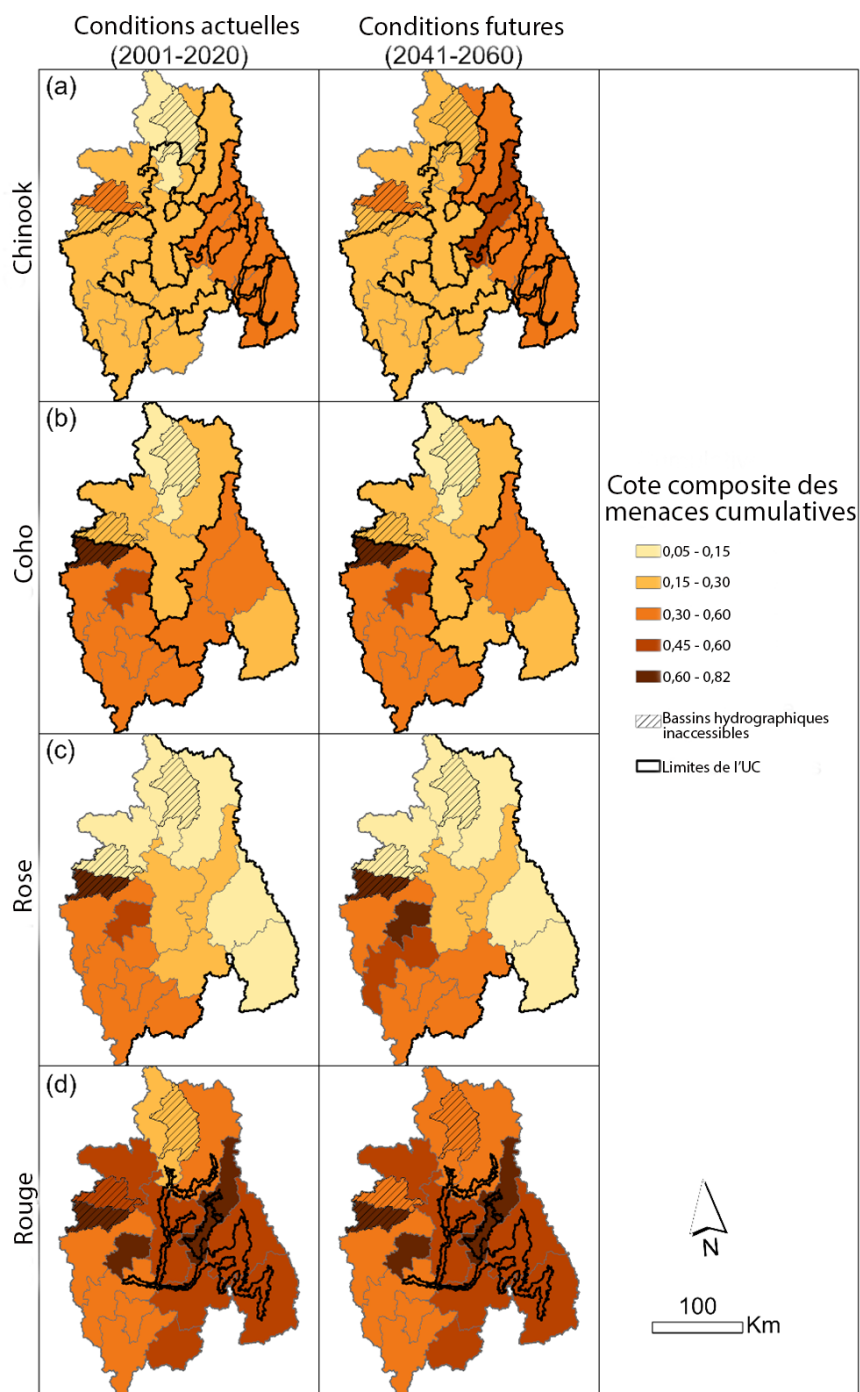 Conditions actuelles
(2001-2020)
Conditions futures
(2041-2060)
(a)
Chinook
(b)
Coho
(c)
Rose
(d)
Rouge
Cote composite des
menaces cumulatives
0,05 - 0,15
0,15 - 0,30
0,30 - 0,60
0,45 - 0,60
0,60 - 0,82
Bassins hydrographiques
inaccessibles
Limites de l'UC
N
100
Km